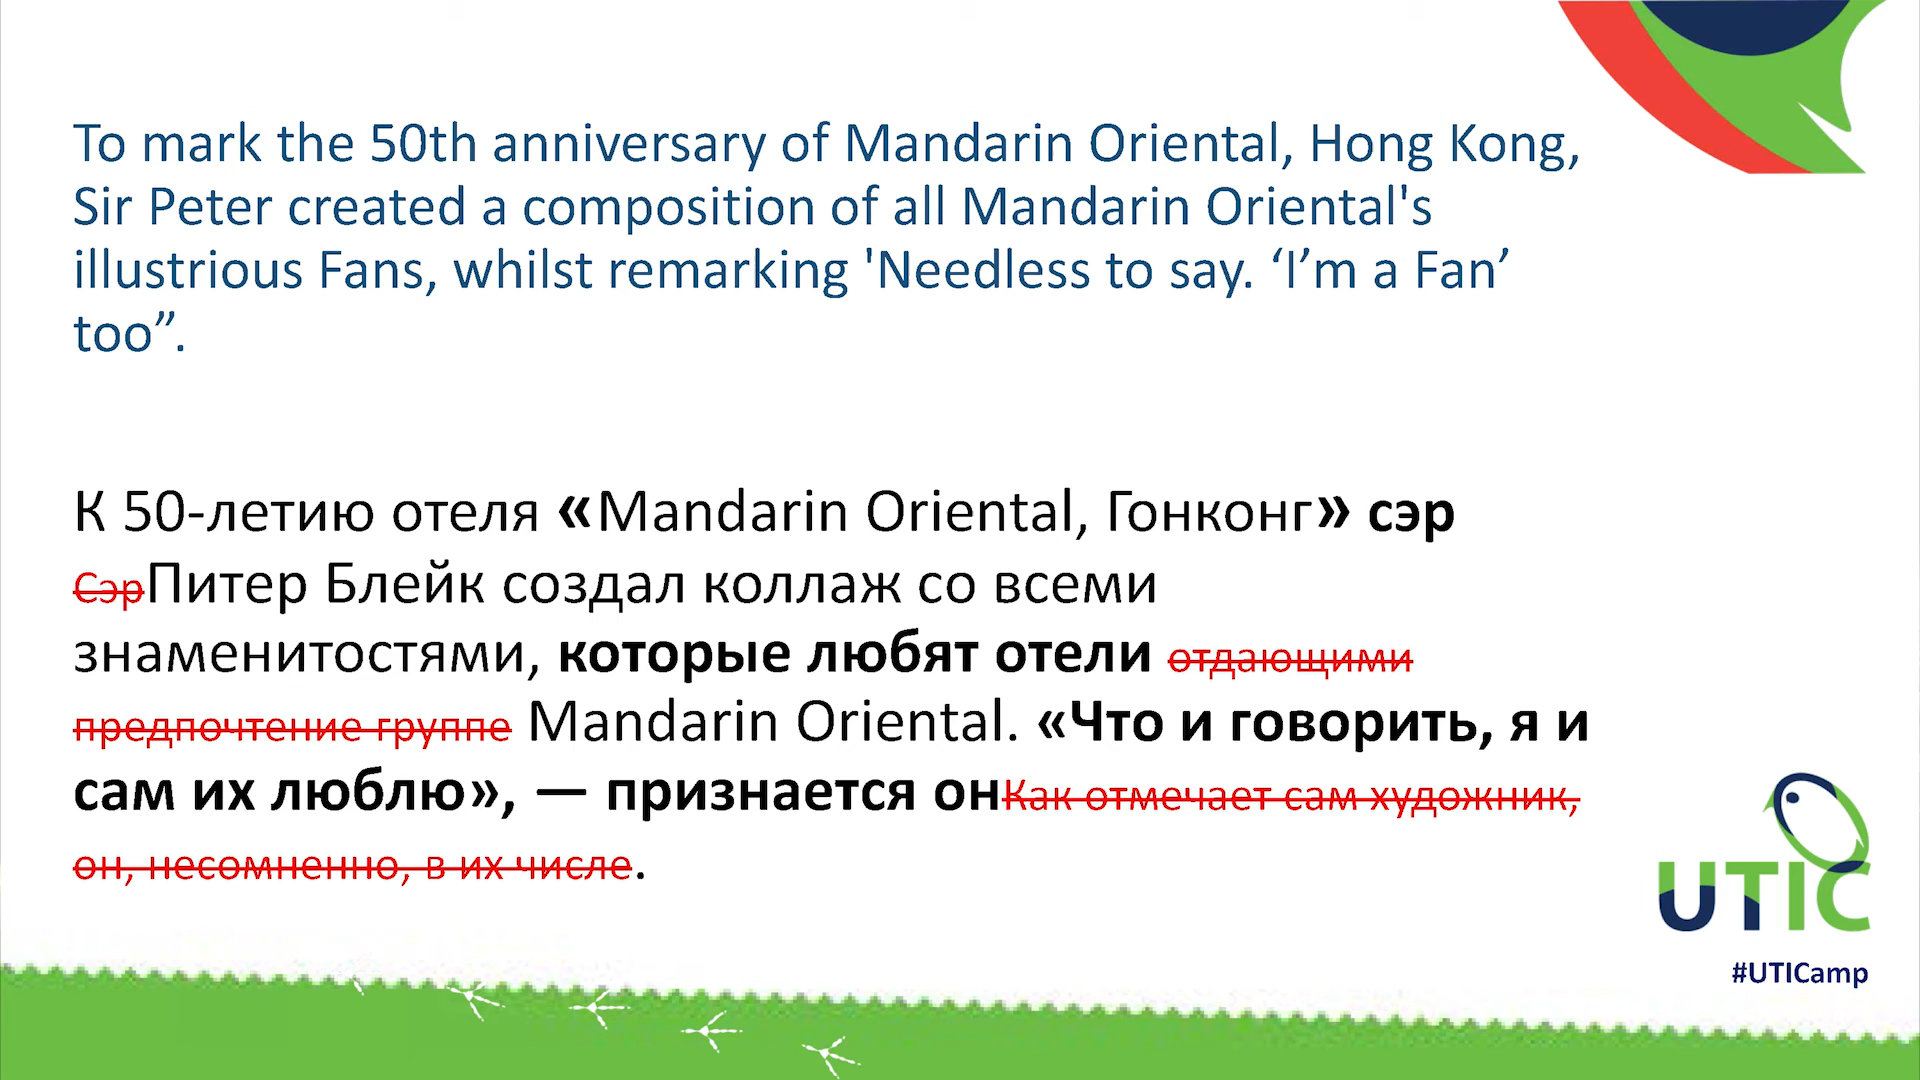 To mark the 50th anniversary of Mandarin Oriental, Hong Kong,
Sir Peter created a composition of all Mandarin Oriental's
illustrious Fans, whilst remarking 'Needless to say. ‘I’m a Fan’
too”.
К 50-летию отеля «Mandarin Oriental, Гонконг» сэр
СэрПитер Блейк создал коллаж со всеми
знаменитостями, которые любят отели отдающими
предпочтение группе Mandarin Oriental. «Что и говорить, я и
сам их люблю», — признается онКак отмечает сам художник,
он, несомненно, в их числе.
UTIC
#UTICamp